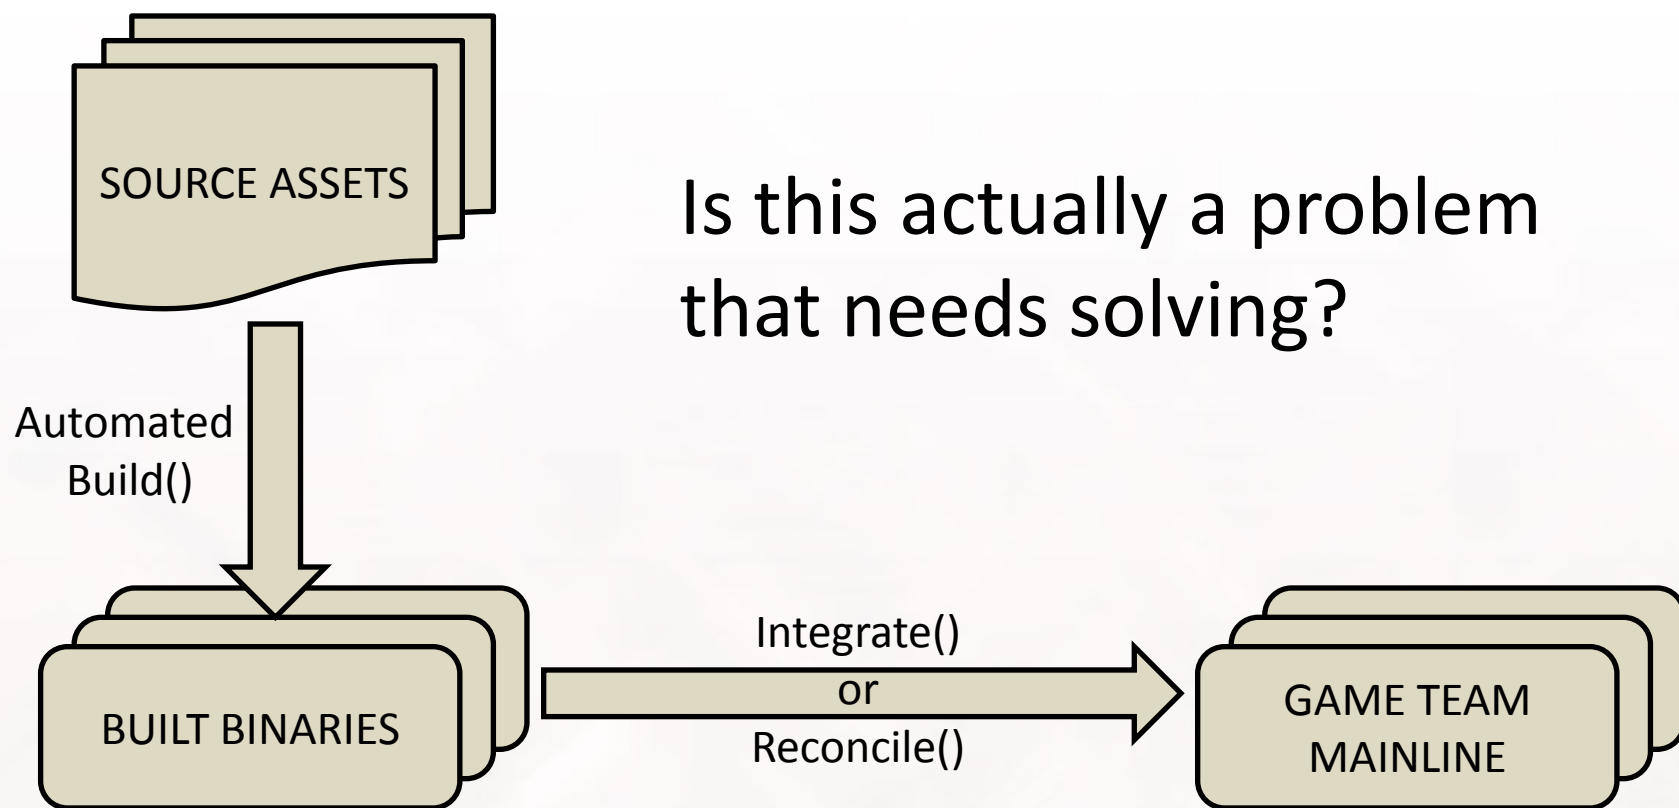 SOURCE ASSETS
Is this actually a problem
that needs solving?
Automated
Build()
BUILT BINARIES
Integrate()
or
Reconcile()
GAME TEAM
MAINLINE